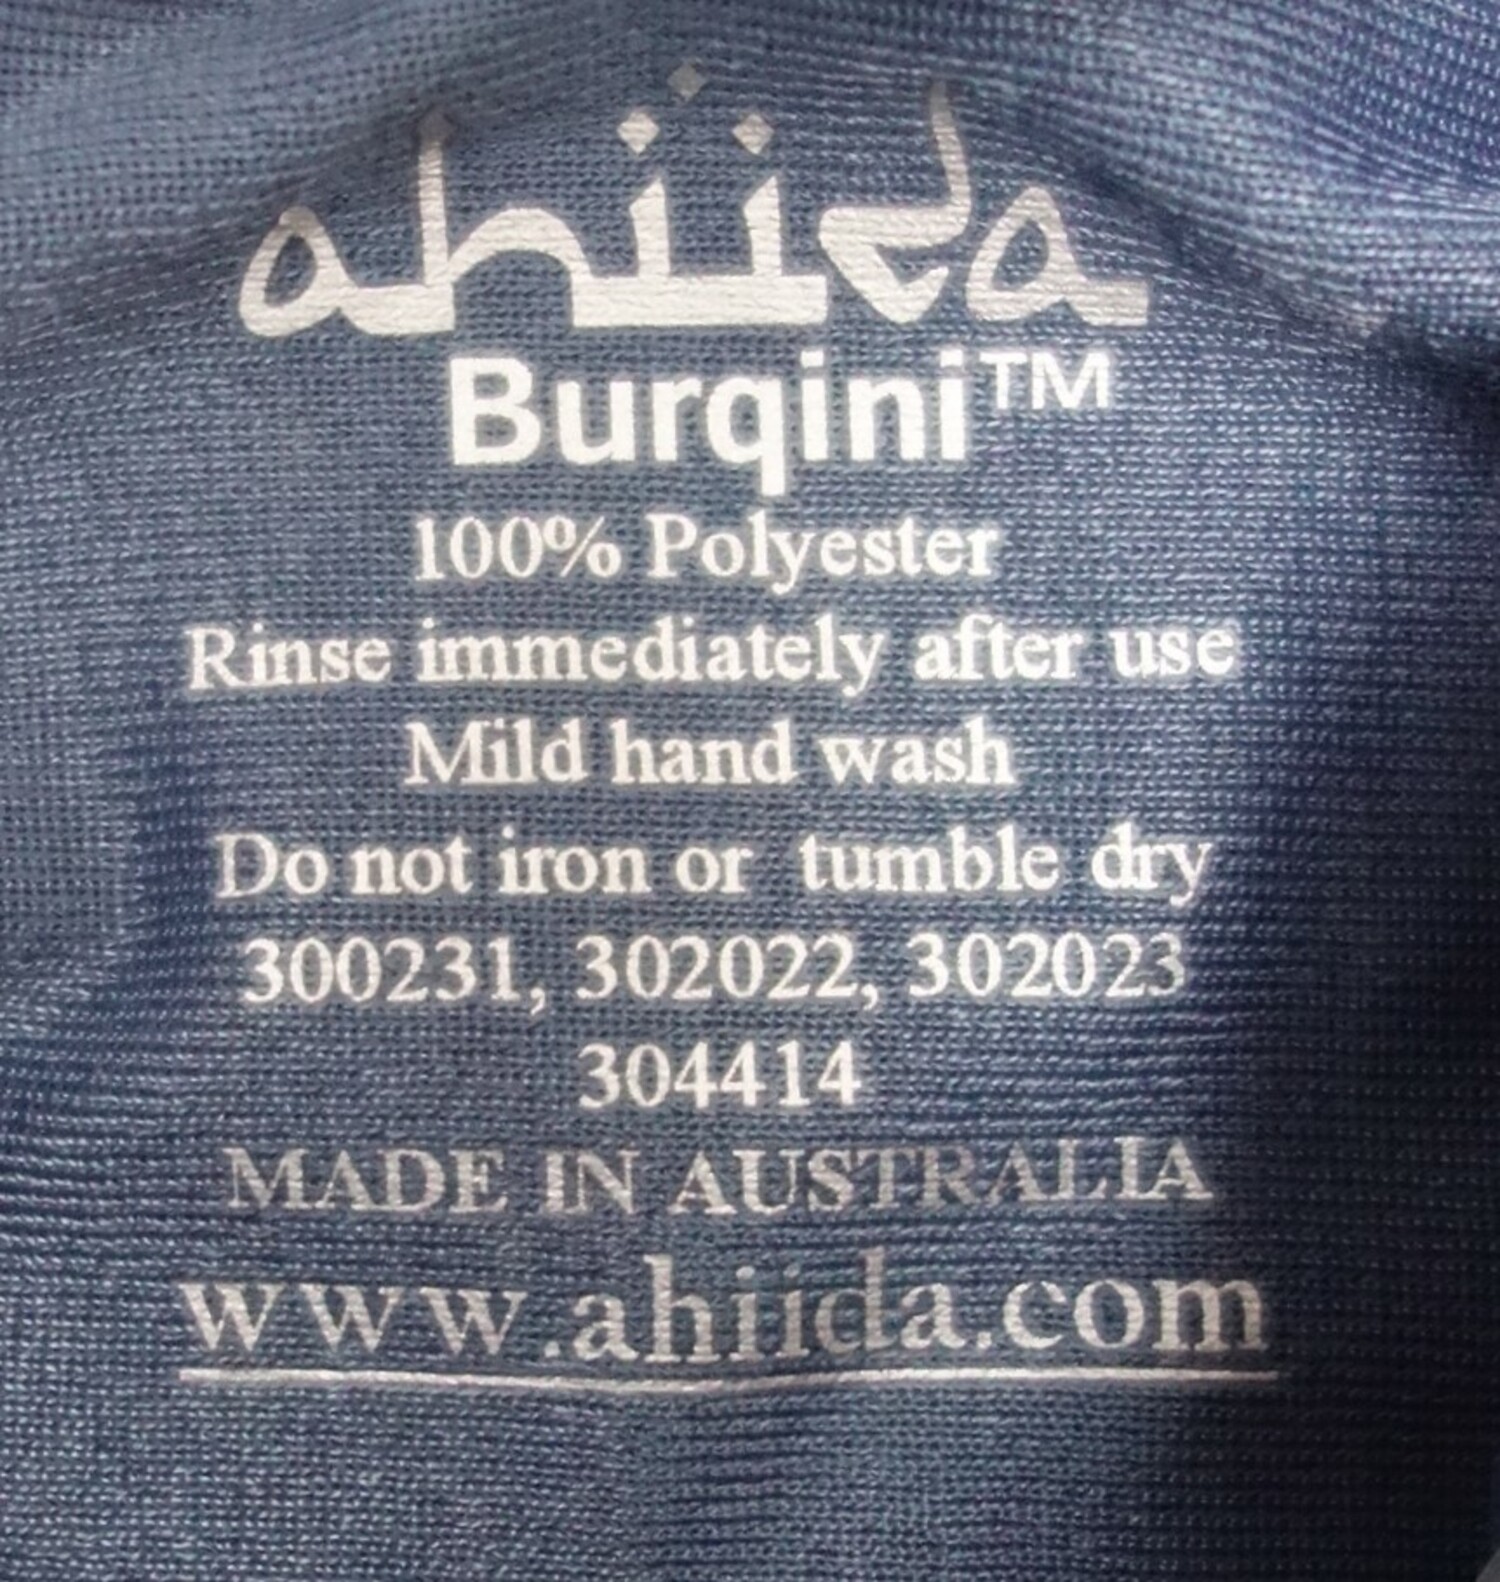 ahiida
Burqini™
100% Polyester
Rinse immediately after use
Mild hand wash
Do not iron or tumble dry
300231, 302022, 302023
304414
MADE IN AUSTRALIA
www.ahiida.com